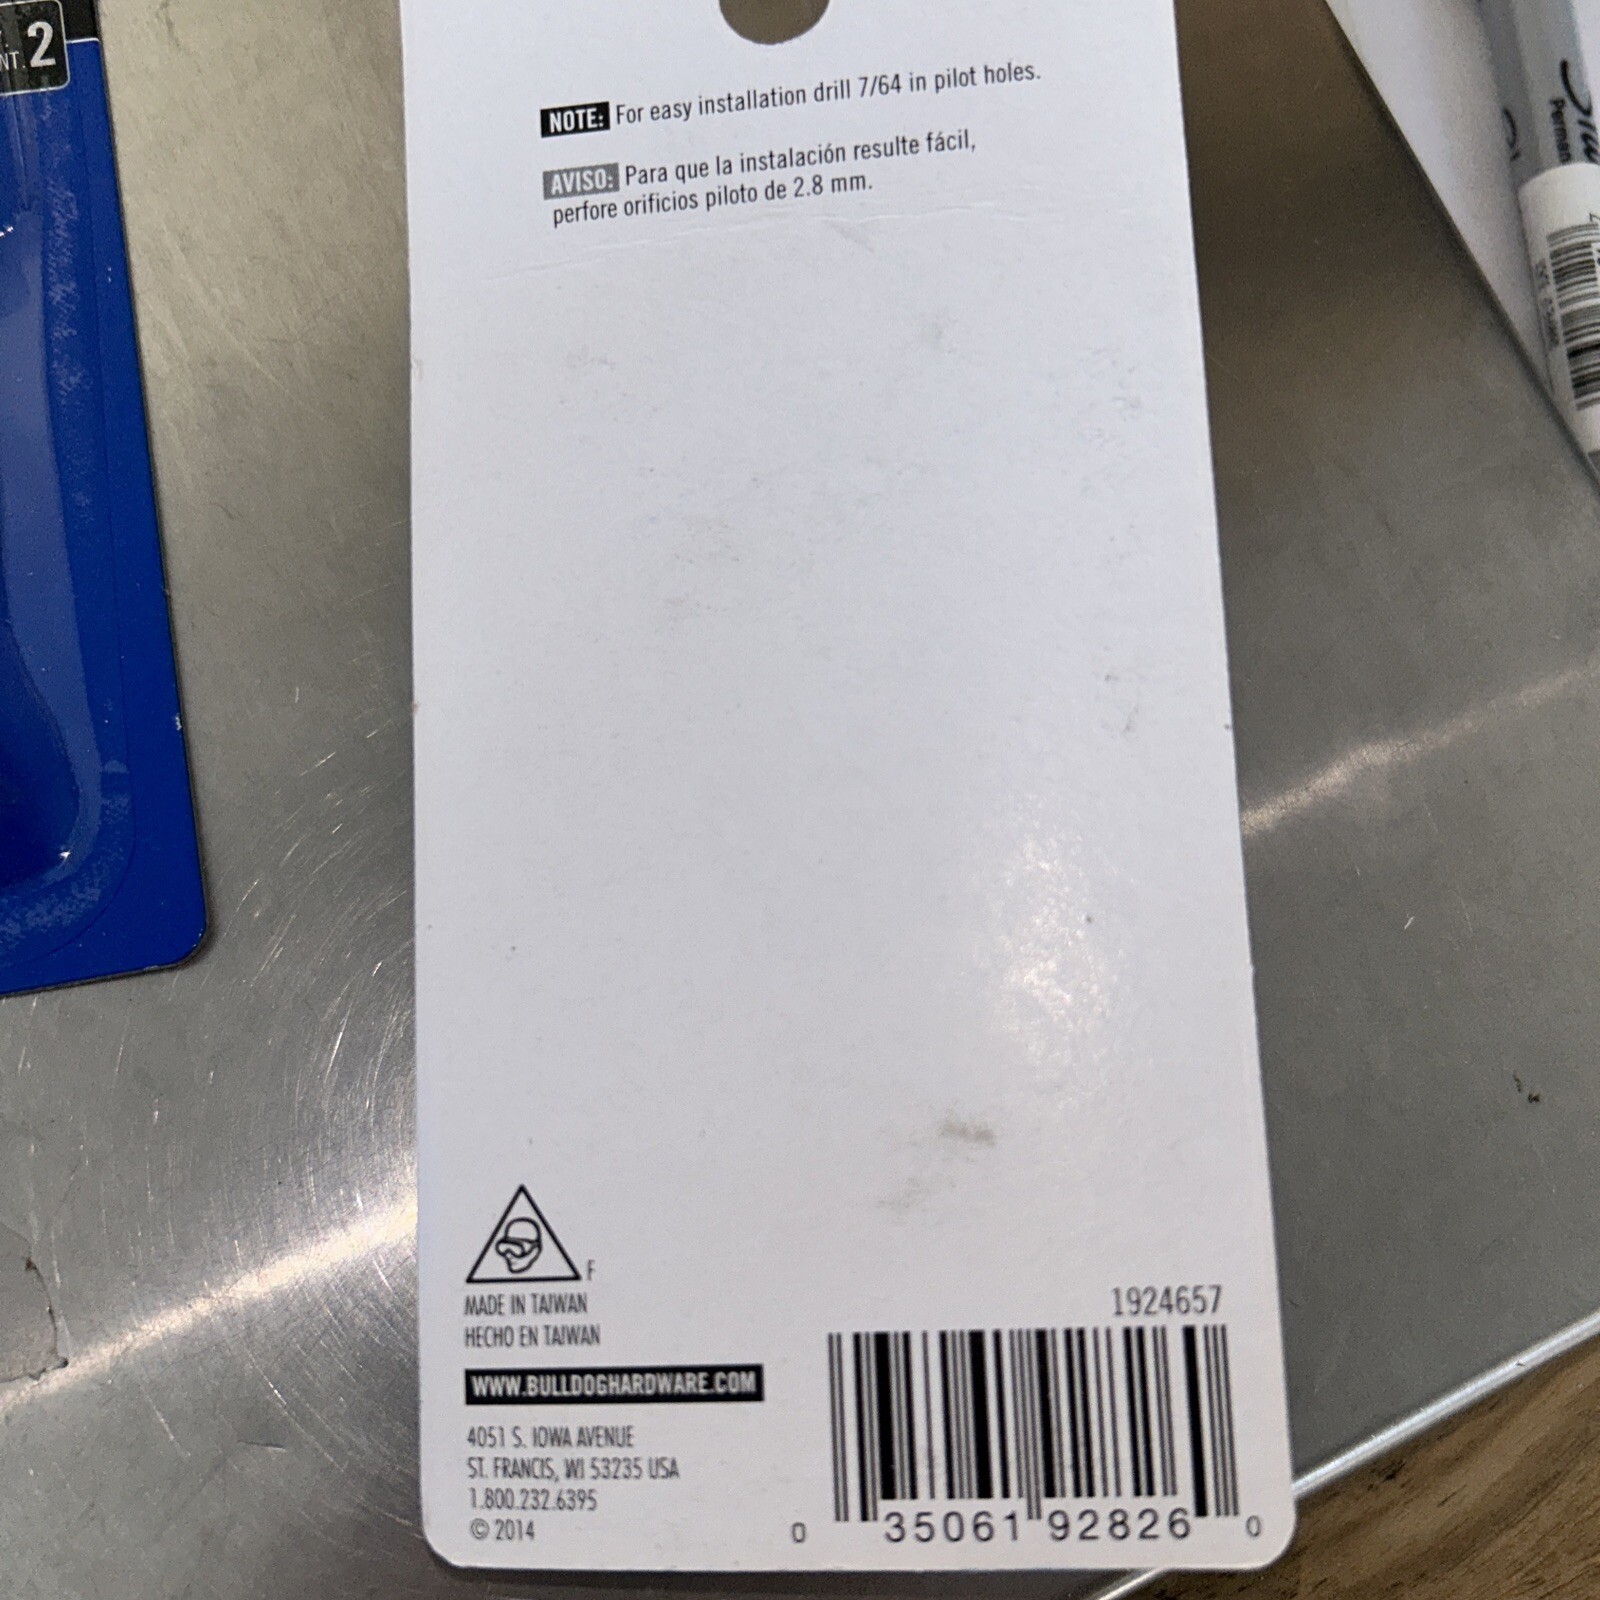 NT. 2
NOTE: For easy installation drill 7/64 in pilot holes.
AVISO: Para que la instalación resulte fácil,
perfore orificios piloto de 2.8 mm.
F
MADE IN TAIWAN
HECHO EN TAIWAN
WWW.BULLDOGHARDWARE.COM
4051 S. IOWA AVENUE
ST. FRANCIS, WI 53235 USA
1.800.232.6395
© 2014
1924657
0 35061 92826 0